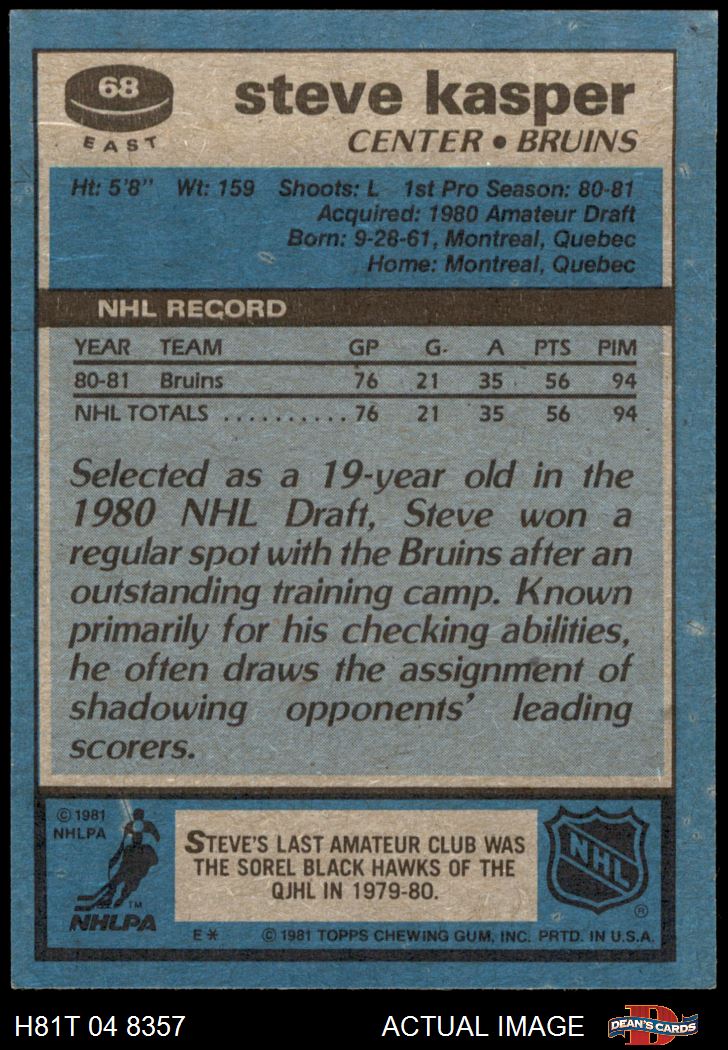 68
EAST
steve kasper
CENTER • BRUINS
Ht: 5'8" Wt: 159 Shoots: L 1st Pro Season: 80-81
Acquired: 1980 Amateur Draft
Born: 9-28-61, Montreal, Quebec
Home: Montreal, Quebec
NHL RECORD
YEAR TEAM GP G. A PTS PIM
80-81 Bruins 76 21 35 56 94
NHL TOTALS .......... 76 21 35 56 94
Selected as a 19-year old in the
1980 NHL Draft, Steve won a
regular spot with the Bruins after an
outstanding training camp. Known
primarily for his checking abilities,
he often draws the assignment of
shadowing opponents' leading
scorers.
© 1981
NHLPA
TM
NHLPA
STEVE'S LAST AMATEUR CLUB WAS
THE SOREL BLACK HAWKS OF THE
QJHL IN 1979-80.
NHL
®
E* © 1981 TOPPS CHEWING GUM, INC. PRTD. IN U.S.A.
H81T 04 8357 ACTUAL IMAGE DEAN'S CARDS